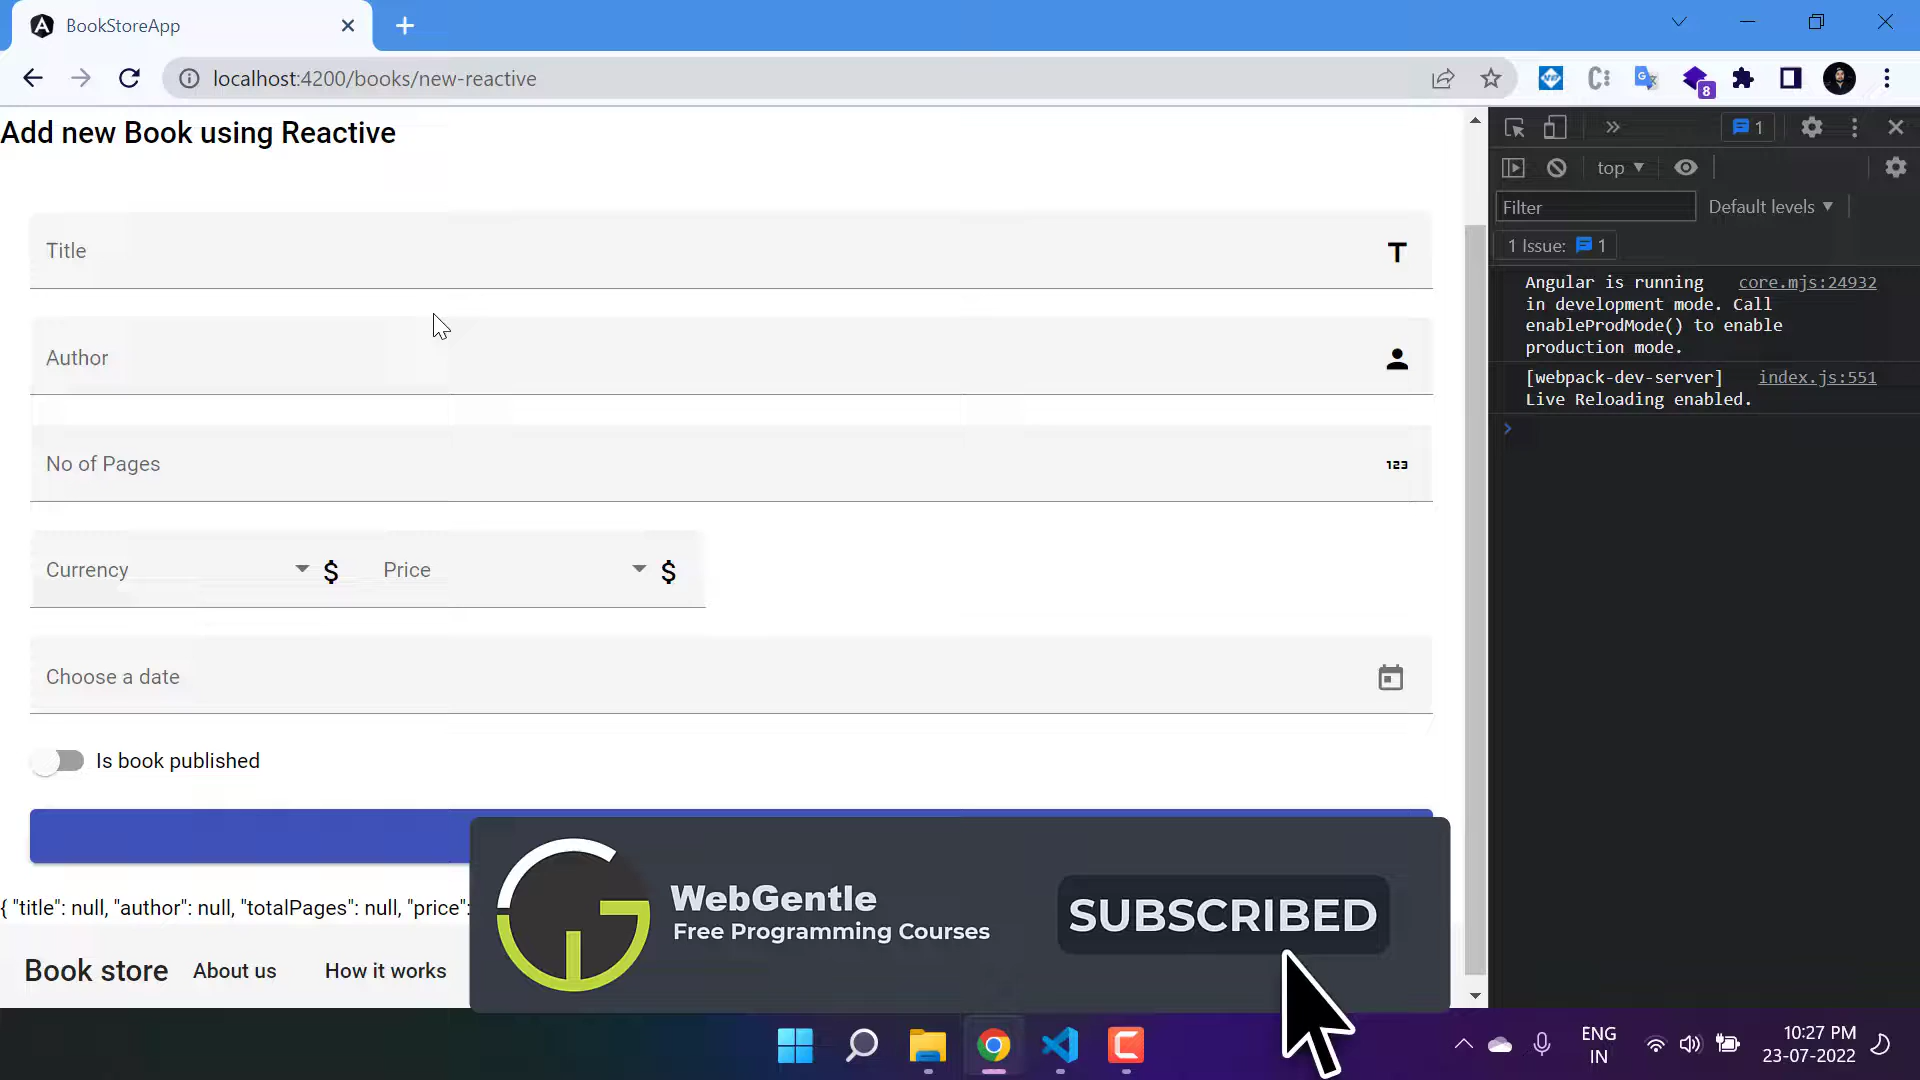 BookStoreApp
localhost:4200/books/new-reactive
8
Add new Book using Reactive
Title
T
Author
No of Pages
123
Currency
$
Price
$
Choose a date
Is book published
{ "title": null, "author": null, "totalPages": null, "price":
Book store
About us
How it works
WebGentle
Free Programming Courses
SUBSCRIBED
1
top
Filter
Default levels
1 Issue: 1
Angular is running core.mjs:24932
in development mode. Call
enableProdMode() to enable
production mode.
[webpack-dev-server] index.js:551
Live Reloading enabled.
ENG
IN
10:27 PM
23-07-2022